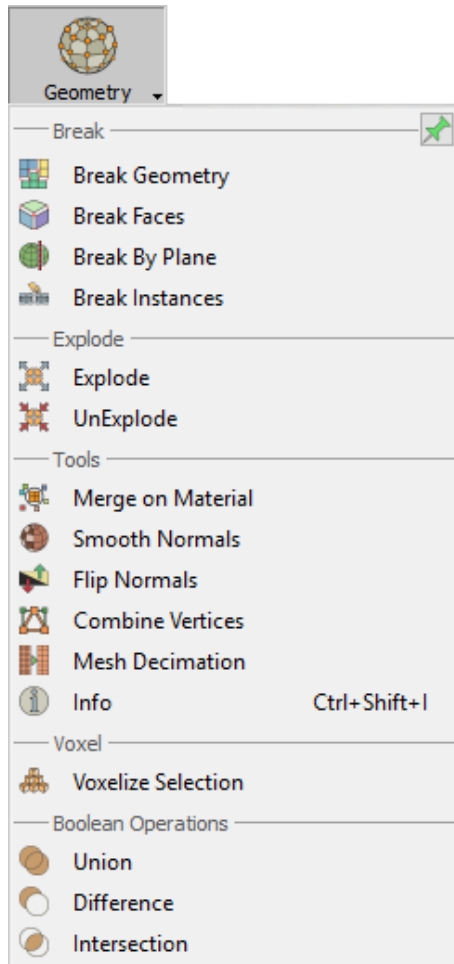 Geometry
Break
Break Geometry
Break Faces
Break By Plane
Break Instances
Explode
Explode
UnExplode
Tools
Merge on Material
Smooth Normals
Flip Normals
Combine Vertices
Mesh Decimation
Info Ctrl+Shift+I
Voxel
Voxelize Selection
Boolean Operations
Union
Difference
Intersection